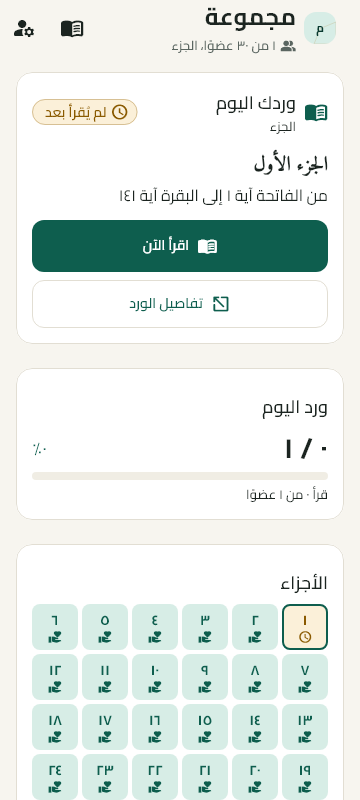 م
مجموعة
١ من ٣٠ عضوًا، الجزء
وردك اليوم
الجزء
لم يُقرأ بعد
الجزء الأول
من الفاتحة آية ١ إلى البقرة آية ١٤١
اقرأ الآن
تفاصيل الورد
ورد اليوم
٠ / ١
٠٪
قرأ ٠ من ١ عضوًا
الأجزاء
١ ٢ ٣ ٤ ٥ ٦
٧ ٨ ٩ ١٠ ١١ ١٢
١٣ ١٤ ١٥ ١٦ ١٧ ١٨
١٩ ٢٠ ٢١ ٢٢ ٢٣ ٢٤